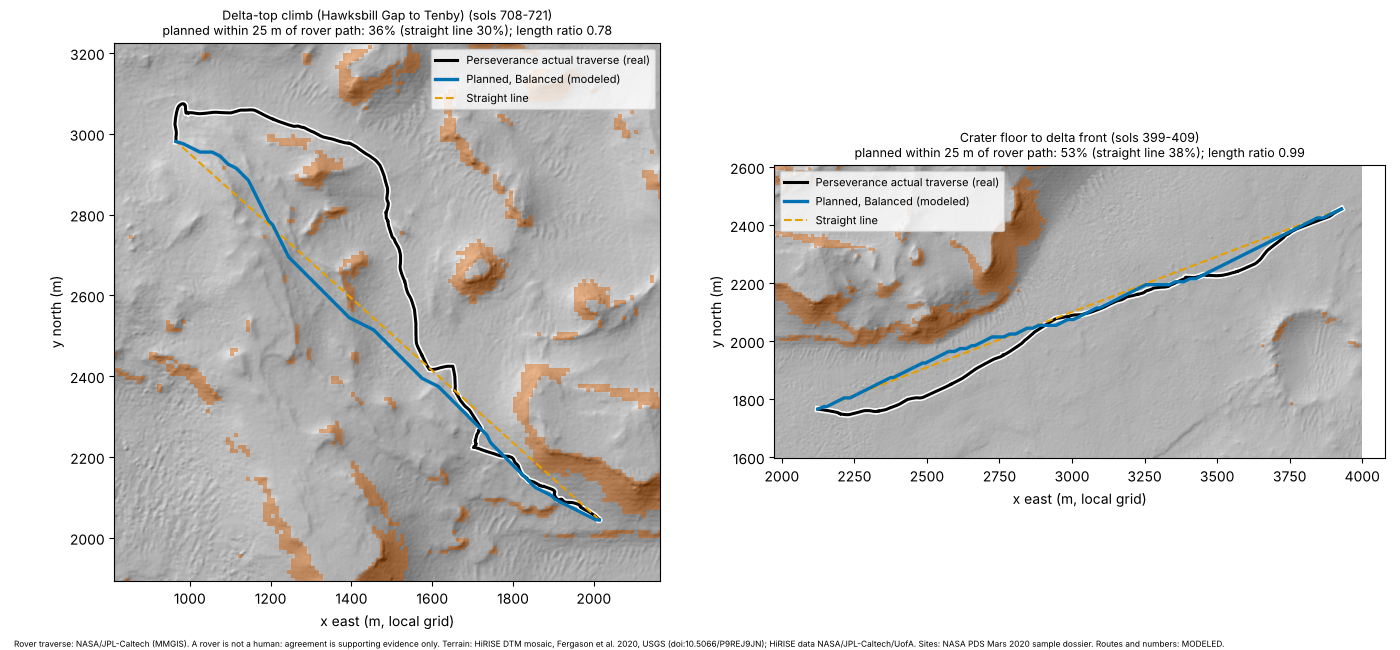 Delta-top climb (Hawksbill Gap to Tenby) (sols 708-721)
planned within 25 m of rover path: 36% (straight line 30%); length ratio 0.78
3200
3000
2800
2600
2400
2200
2000
y north (m)
1000 1200 1400 1600 1800 2000
x east (m, local grid)
Perseverance actual traverse (real)
Planned, Balanced (modeled)
Straight line
Crater floor to delta front (sols 399-409)
planned within 25 m of rover path: 53% (straight line 38%); length ratio 0.99
2600
2400
2200
2000
1800
1600
y north (m)
2000 2250 2500 2750 3000 3250 3500 3750 4000
x east (m, local grid)
Perseverance actual traverse (real)
Planned, Balanced (modeled)
Straight line
Rover traverse: NASA/JPL-Caltech (MMGIS). A rover is not a human: agreement is supporting evidence only. Terrain: HiRISE DTM mosaic, Fergason et al. 2020, USGS (doi:10.5066/P9REJ9JN); HiRISE data NASA/JPL-Caltech/UofA. Sites: NASA PDS Mars 2020 sample dossier. Routes and numbers: MODELED.